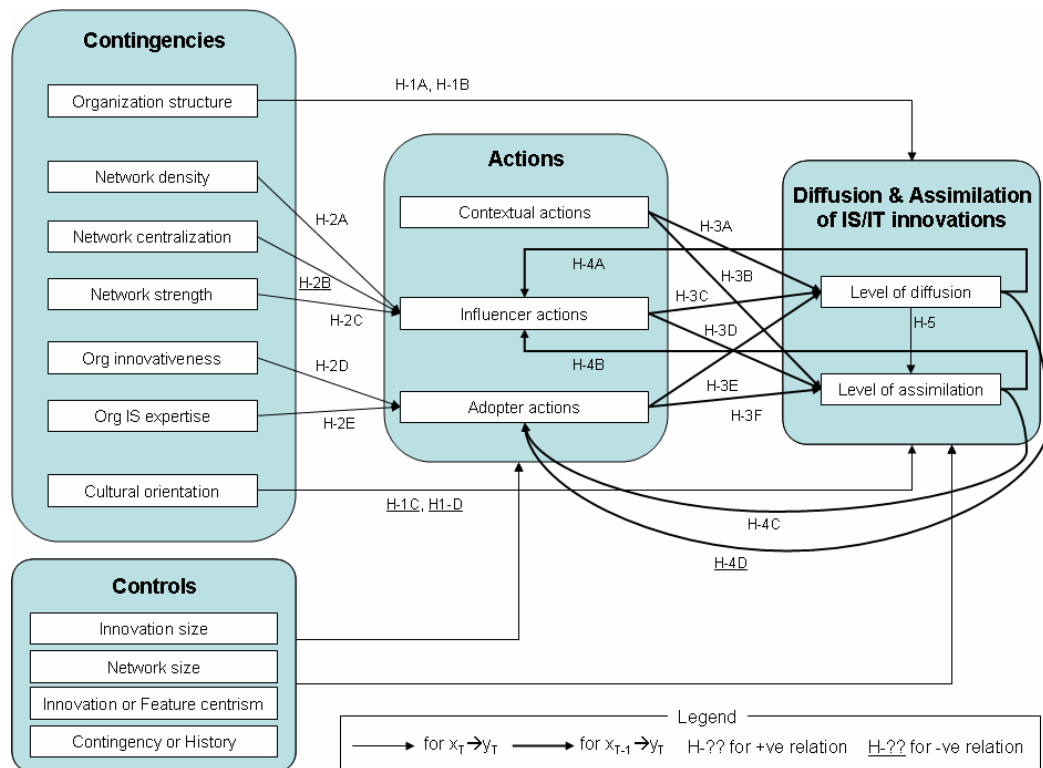 Contingencies
Organization structure
Network density
Network centralization
Network strength
Org innovativeness
Org IS expertise
Cultural orientation
Controls
Innovation size
Network size
Innovation or Feature centrism
Contingency or History
H-1A, H-1B
H-2A
H-2B
H-2C
H-2D
H-2E
H-1C, H1-D
Actions
Contextual actions
Influencer actions
Adopter actions
H-3A
H-4A
H-3B
H-3C
H-3D
H-4B
H-3E
H-3F
H-4C
H-4D
Diffusion & Assimilation
of IS/IT innovations
Level of diffusion
H-5
Level of assimilation
Legend
for xT→yT for xT-1→yT H-?? for +ve relation H-?? for -ve relation